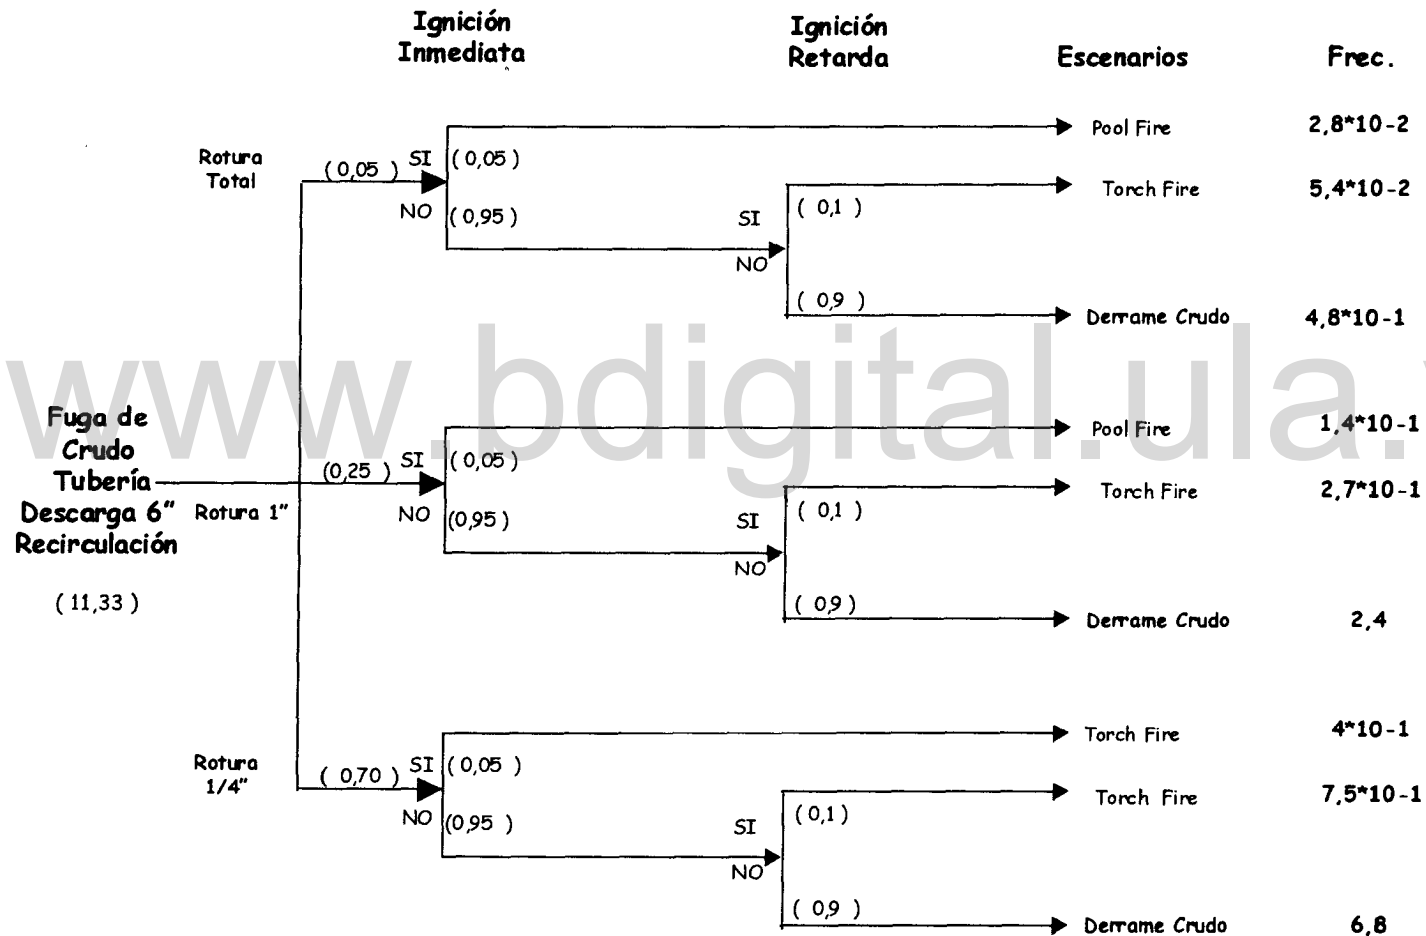 Ignición
Inmediata
Ignición
Retarda
Escenarios
Frec.
Pool Fire
2,8*10-2
Rotura
Total
( 0,05 )
SI
( 0,05 )
NO
( 0,95 )
Torch Fire
5,4*10-2
SI
( 0,1 )
NO
( 0,9 )
Derrame Crudo
4,8*10-1
www.bdigital.ula.
Fuga de
Crudo
Tubería
Descarga 6"
Recirculación
( 11,33 )
Pool Fire
1,4*10-1
Rotura 1"
(0,25 )
SI
( 0,05 )
NO
(0,95 )
Torch Fire
2,7*10-1
SI
( 0,1 )
NO
( 0,9 )
Derrame Crudo
2,4
Torch Fire
4*10-1
Rotura
1/4"
( 0,70 )
SI
( 0,05 )
NO
(0,95 )
Torch Fire
7,5*10-1
SI
( 0,1 )
NO
( 0,9 )
Derrame Crudo
6,8